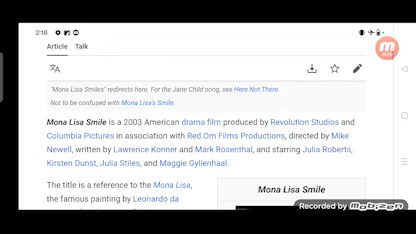 2:18
Article Talk
"Mona Lisa Smiles" redirects here. For the Jane Child song, see Here Not There.
Not to be confused with Mona Lisa's Smile.
Mona Lisa Smile is a 2003 American drama film produced by Revolution Studios and
Columbia Pictures in association with Red Om Films Productions, directed by Mike
Newell, written by Lawrence Konner and Mark Rosenthal, and starring Julia Roberts,
Kirsten Dunst, Julia Stiles, and Maggie Gyllenhaal.
The title is a reference to the Mona Lisa,
the famous painting by Leonardo da
Mona Lisa Smile
Recorded by Mobizen